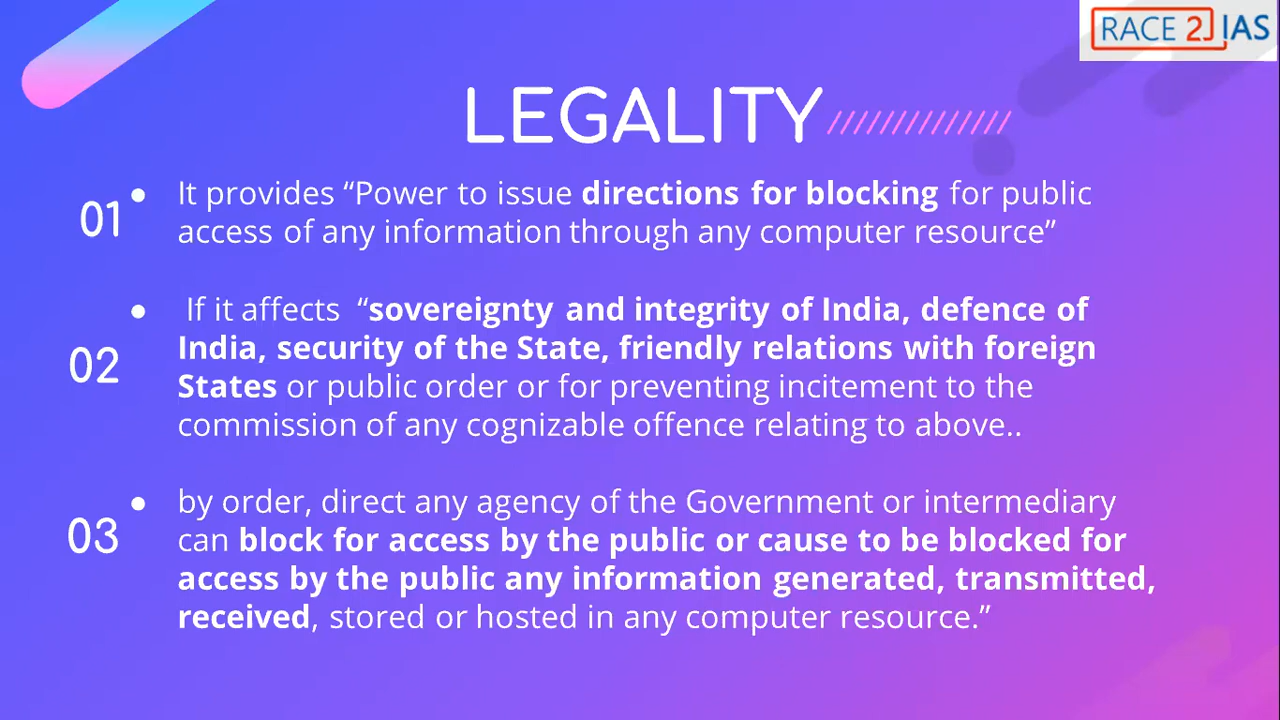 RACE 2 IAS
LEGALITY
01
• It provides “Power to issue directions for blocking for public
access of any information through any computer resource”
02
• If it affects “sovereignty and integrity of India, defence of
India, security of the State, friendly relations with foreign
States or public order or for preventing incitement to the
commission of any cognizable offence relating to above..
03
• by order, direct any agency of the Government or intermediary
can block for access by the public or cause to be blocked for
access by the public any information generated, transmitted,
received, stored or hosted in any computer resource.”